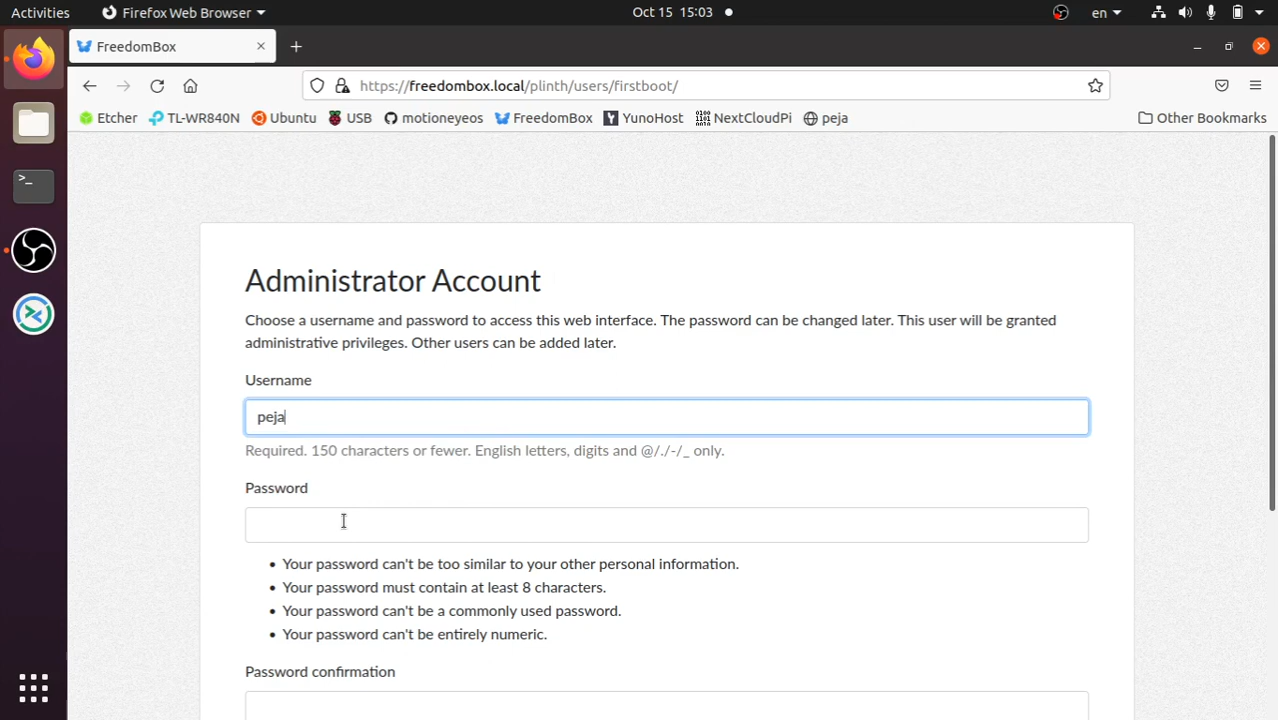 Activities
Firefox Web Browser
Oct 15 15:03
en
FreedomBox
https://freedombox.local/plinth/users/firstboot/
Etcher
TL-WR840N
Ubuntu
USB
motioneyeos
FreedomBox
YunoHost
NextCloudPi
peja
Other Bookmarks
Administrator Account
Choose a username and password to access this web interface. The password can be changed later. This user will be granted
administrative privileges. Other users can be added later.
Username
peja
Required. 150 characters or fewer. English letters, digits and @/./-/_ only.
Password
• Your password can't be too similar to your other personal information.
• Your password must contain at least 8 characters.
• Your password can't be a commonly used password.
• Your password can't be entirely numeric.
Password confirmation